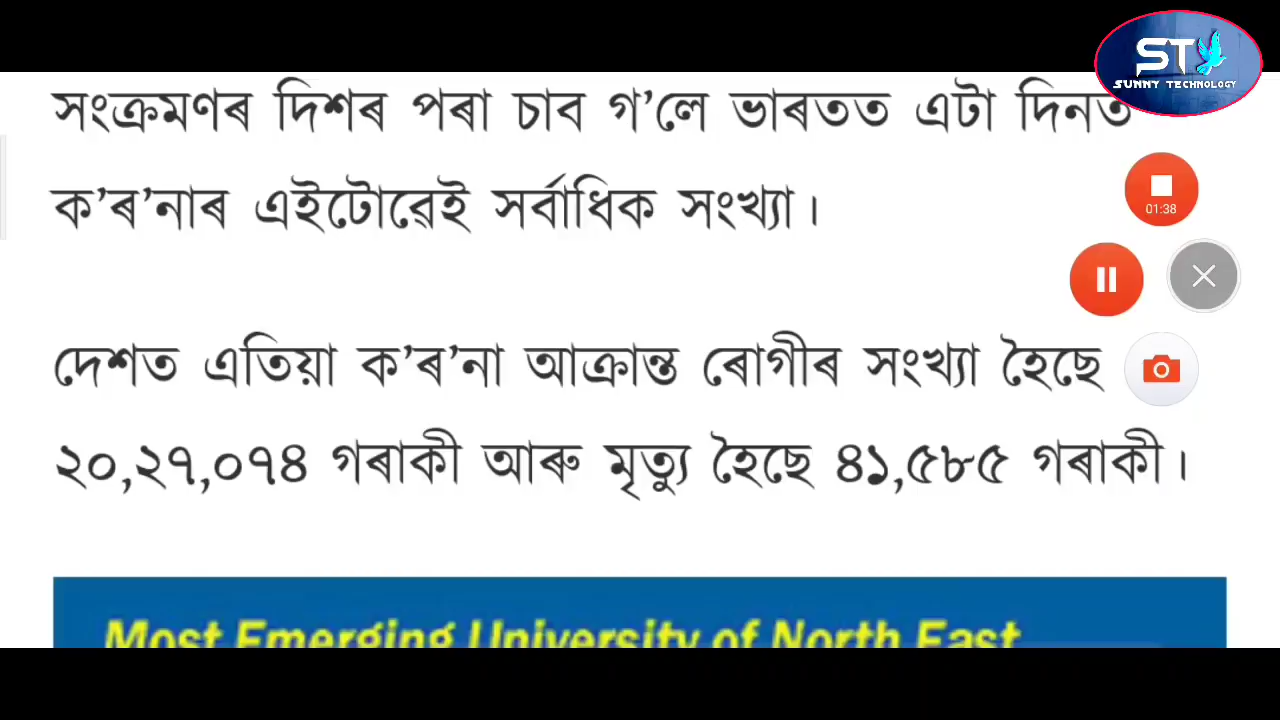 ST
SUNNY TECHNOLOGY
সংক্ৰমণৰ দিশৰ পৰা চাব গ’লে ভাৰতত এটা দিনত
ক’ৰ’নাৰ এইটোৱেই সৰ্বাধিক সংখ্যা।
01:38
দেশত এতিয়া ক’ৰ’না আক্ৰান্ত ৰোগীৰ সংখ্যা হৈছে
২০,২৭,০৭৪ গৰাকী আৰু মৃত্যু হৈছে ৪১,৫৮৫ গৰাকী।
Most Emerging University of North East